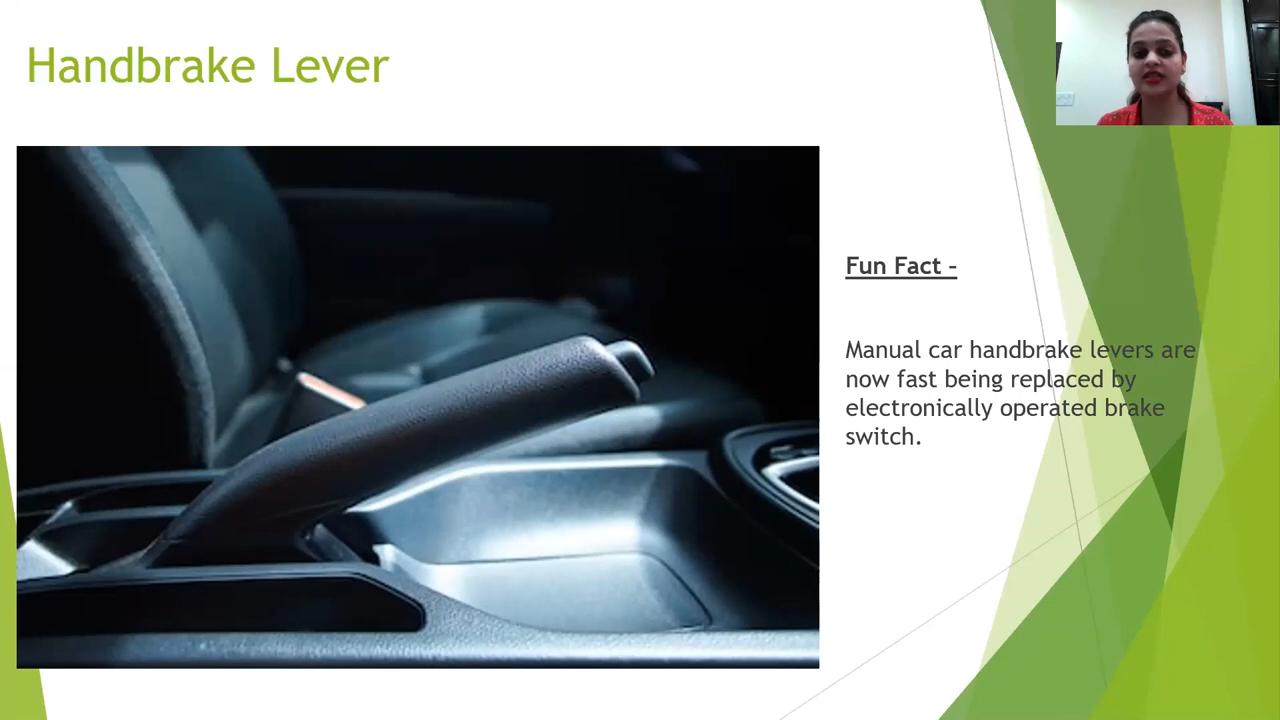 Handbrake Lever
Fun Fact -
Manual car handbrake levers are
now fast being replaced by
electronically operated brake
switch.